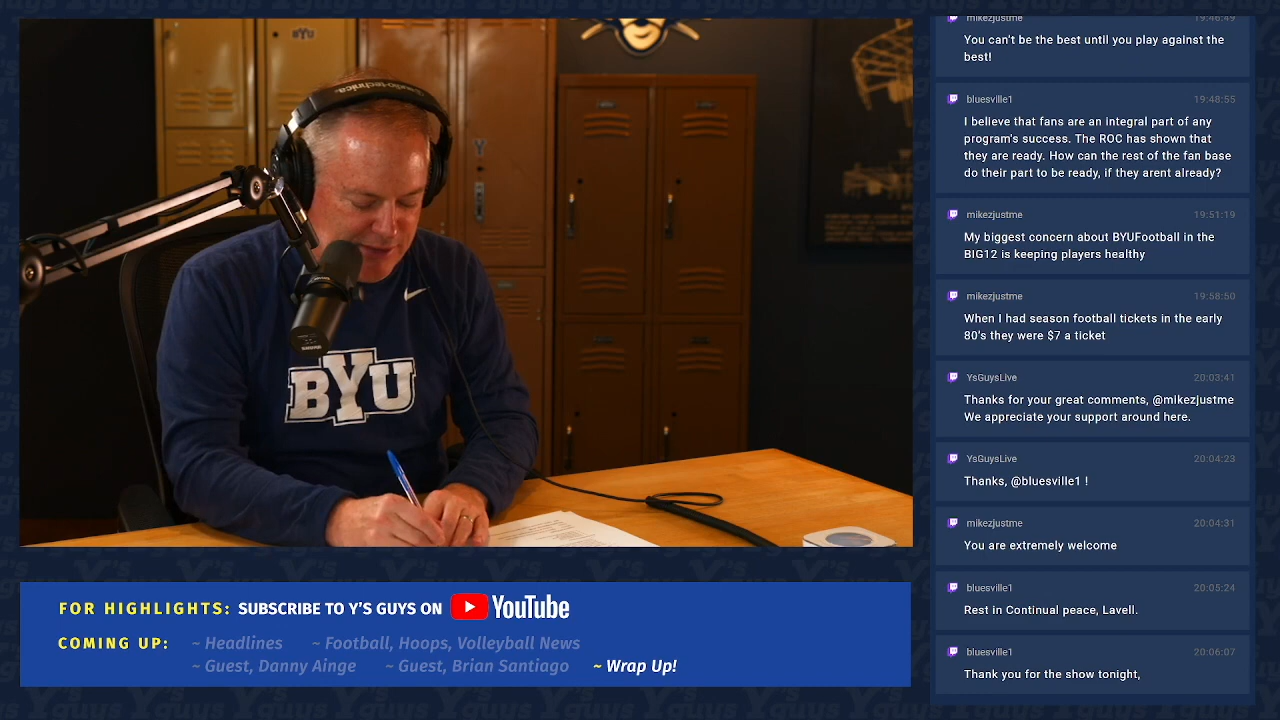 BYU
audio-technica
BYU
FOR HIGHLIGHTS: SUBSCRIBE TO Y'S GUYS ON YouTube
COMING UP: ~ Headlines ~ Football, Hoops, Volleyball News
~ Guest, Danny Ainge ~ Guest, Brian Santiago ~ Wrap Up!
mikezjustme 19:46:49
You can't be the best until you play against the
best!
bluesville1 19:48:55
I believe that fans are an integral part of any
program's success. The ROC has shown that
they are ready. How can the rest of the fan base
do their part to be ready, if they arent already?
mikezjustme 19:51:19
My biggest concern about BYUFootball in the
BIG12 is keeping players healthy
mikezjustme 19:58:50
When I had season football tickets in the early
80's they were $7 a ticket
YsGuysLive 20:03:41
Thanks for your great comments, @mikezjustme
We appreciate your support around here.
YsGuysLive 20:04:23
Thanks, @bluesville1 !
mikezjustme 20:04:31
You are extremely welcome
bluesville1 20:05:24
Rest in Continual peace, Lavell.
bluesville1 20:06:07
Thank you for the show tonight,